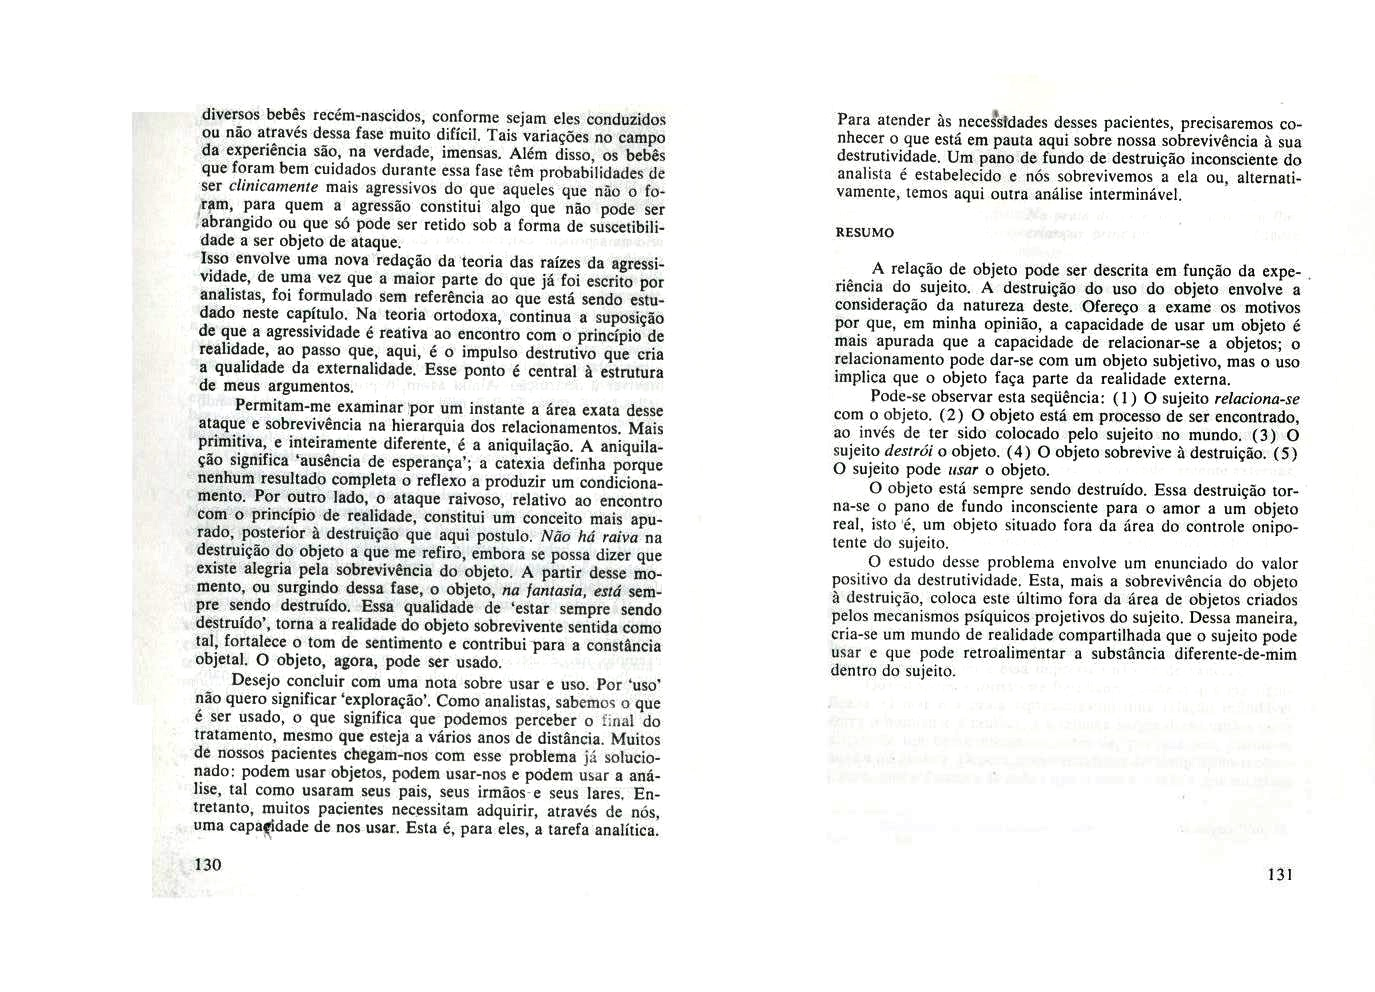 diversos bebês recém-nascidos, conforme sejam eles conduzidos
ou não através dessa fase muito difícil. Tais variações no campo
da experiência são, na verdade, imensas. Além disso, os bebês
que foram bem cuidados durante essa fase têm probabilidades de
ser clinicamente mais agressivos do que aqueles que não o fo-
ram, para quem a agressão constitui algo que não pode ser
abrangido ou que só pode ser retido sob a forma de suscetibili-
dade a ser objeto de ataque.
Isso envolve uma nova redação da teoria das raízes da agressi-
vidade, de uma vez que a maior parte do que já foi escrito por
analistas, foi formulado sem referência ao que está sendo estu-
dado neste capítulo. Na teoria ortodoxa, continua a suposição
de que a agressividade é reativa ao encontro com o princípio de
realidade, ao passo que, aqui, é o impulso destrutivo que cria
a qualidade da externalidade. Esse ponto é central à estrutura
de meus argumentos.
Permitam-me examinar por um instante a área exata desse
ataque e sobrevivência na hierarquia dos relacionamentos. Mais
primitiva, e inteiramente diferente, é a aniquilação. A aniquila-
ção significa ‘ausência de esperança’; a catexia definha porque
nenhum resultado completa o reflexo a produzir um condiciona-
mento. Por outro lado, o ataque raivoso, relativo ao encontro
com o princípio de realidade, constitui um conceito mais apu-
rado, posterior à destruição que aqui postulo. Não há raiva na
destruição do objeto a que me refiro, embora se possa dizer que
existe alegria pela sobrevivência do objeto. A partir desse mo-
mento, ou surgindo dessa fase, o objeto, na fantasia, está sem-
pre sendo destruído. Essa qualidade de ‘estar sempre sendo
destruído’, torna a realidade do objeto sobrevivente sentida como
tal, fortalece o tom de sentimento e contribui para a constância
objetal. O objeto, agora, pode ser usado.
Desejo concluir com uma nota sobre usar e uso. Por ‘uso’
não quero significar ‘exploração’. Como analistas, sabemos o que
é ser usado, o que significa que podemos perceber o final do
tratamento, mesmo que esteja a vários anos de distância. Muitos
de nossos pacientes chegam-nos com esse problema já solucio-
nado: podem usar objetos, podem usar-nos e podem usar a aná-
lise, tal como usaram seus pais, seus irmãos e seus lares. En-
tretanto, muitos pacientes necessitam adquirir, através de nós,
uma capacidade de nos usar. Esta é, para eles, a tarefa analítica.
130
Para atender às necessidades desses pacientes, precisaremos co-
nhecer o que está em pauta aqui sobre nossa sobrevivência à sua
destrutividade. Um pano de fundo de destruição inconsciente do
analista é estabelecido e nós sobrevivemos a ela ou, alternati-
vamente, temos aqui outra análise interminável.
RESUMO
A relação de objeto pode ser descrita em função da expe-
riência do sujeito. A destruição do uso do objeto envolve a
consideração da natureza deste. Ofereço a exame os motivos
por que, em minha opinião, a capacidade de usar um objeto é
mais apurada que a capacidade de relacionar-se a objetos; o
relacionamento pode dar-se com um objeto subjetivo, mas o uso
implica que o objeto faça parte da realidade externa.
Pode-se observar esta seqüência: (1) O sujeito relaciona-se
com o objeto. (2) O objeto está em processo de ser encontrado,
ao invés de ter sido colocado pelo sujeito no mundo. (3) O
sujeito destrói o objeto. (4) O objeto sobrevive à destruição. (5)
O sujeito pode usar o objeto.
O objeto está sempre sendo destruído. Essa destruição tor-
na-se o pano de fundo inconsciente para o amor a um objeto
real, isto é, um objeto situado fora da área do controle onipo-
tente do sujeito.
O estudo desse problema envolve um enunciado do valor
positivo da destrutividade. Esta, mais a sobrevivência do objeto
à destruição, coloca este último fora da área de objetos criados
pelos mecanismos psíquicos projetivos do sujeito. Dessa maneira,
cria-se um mundo de realidade compartilhada que o sujeito pode
usar e que pode retroalimentar a substância diferente-de-mim
dentro do sujeito.
131